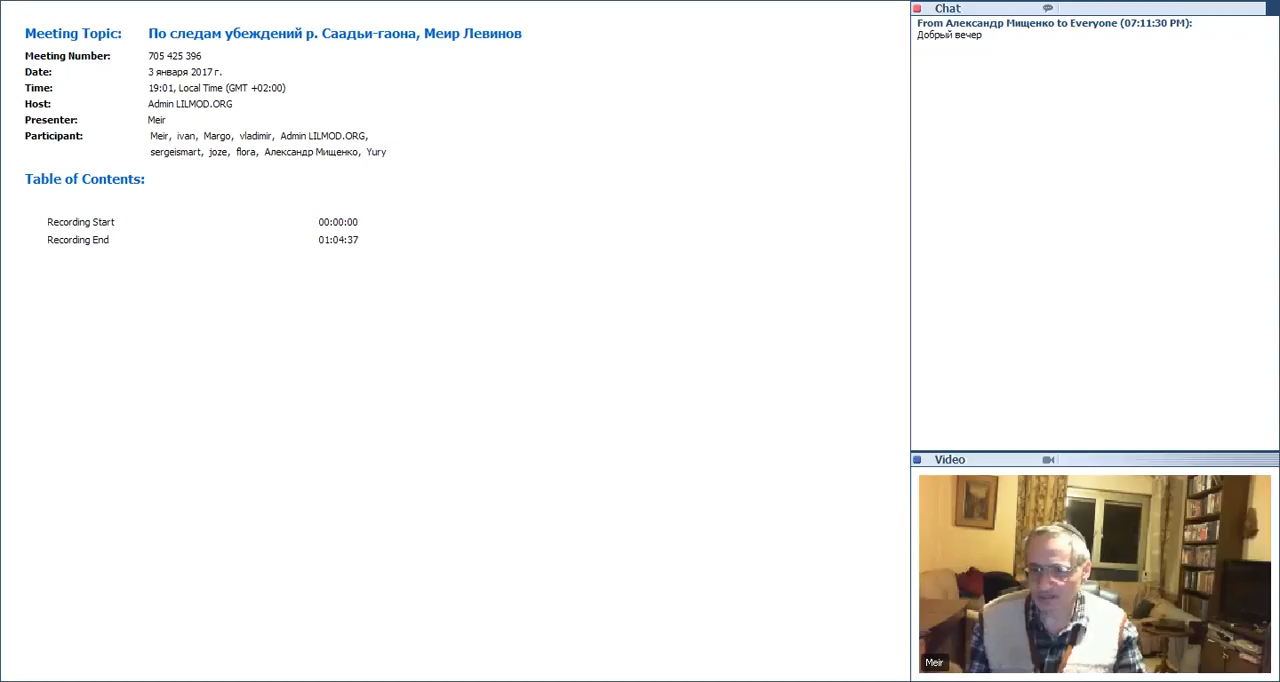 Meeting Topic: По следам убеждений р. Саадьи-гаона, Меир Левинов
Meeting Number: 705 425 396
Date: 3 января 2017 г.
Time: 19:01, Local Time (GMT +02:00)
Host: Admin LILMOD.ORG
Presenter: Meir
Participant: Meir, ivan, Margo, vladimir, Admin LILMOD.ORG,
sergeismart, joze, flora, Александр Мищенко, Yury
Table of Contents:
Recording Start 00:00:00
Recording End 01:04:37
Chat
From Александр Мищенко to Everyone (07:11:30 PM):
Добрый вечер
Video
Meir